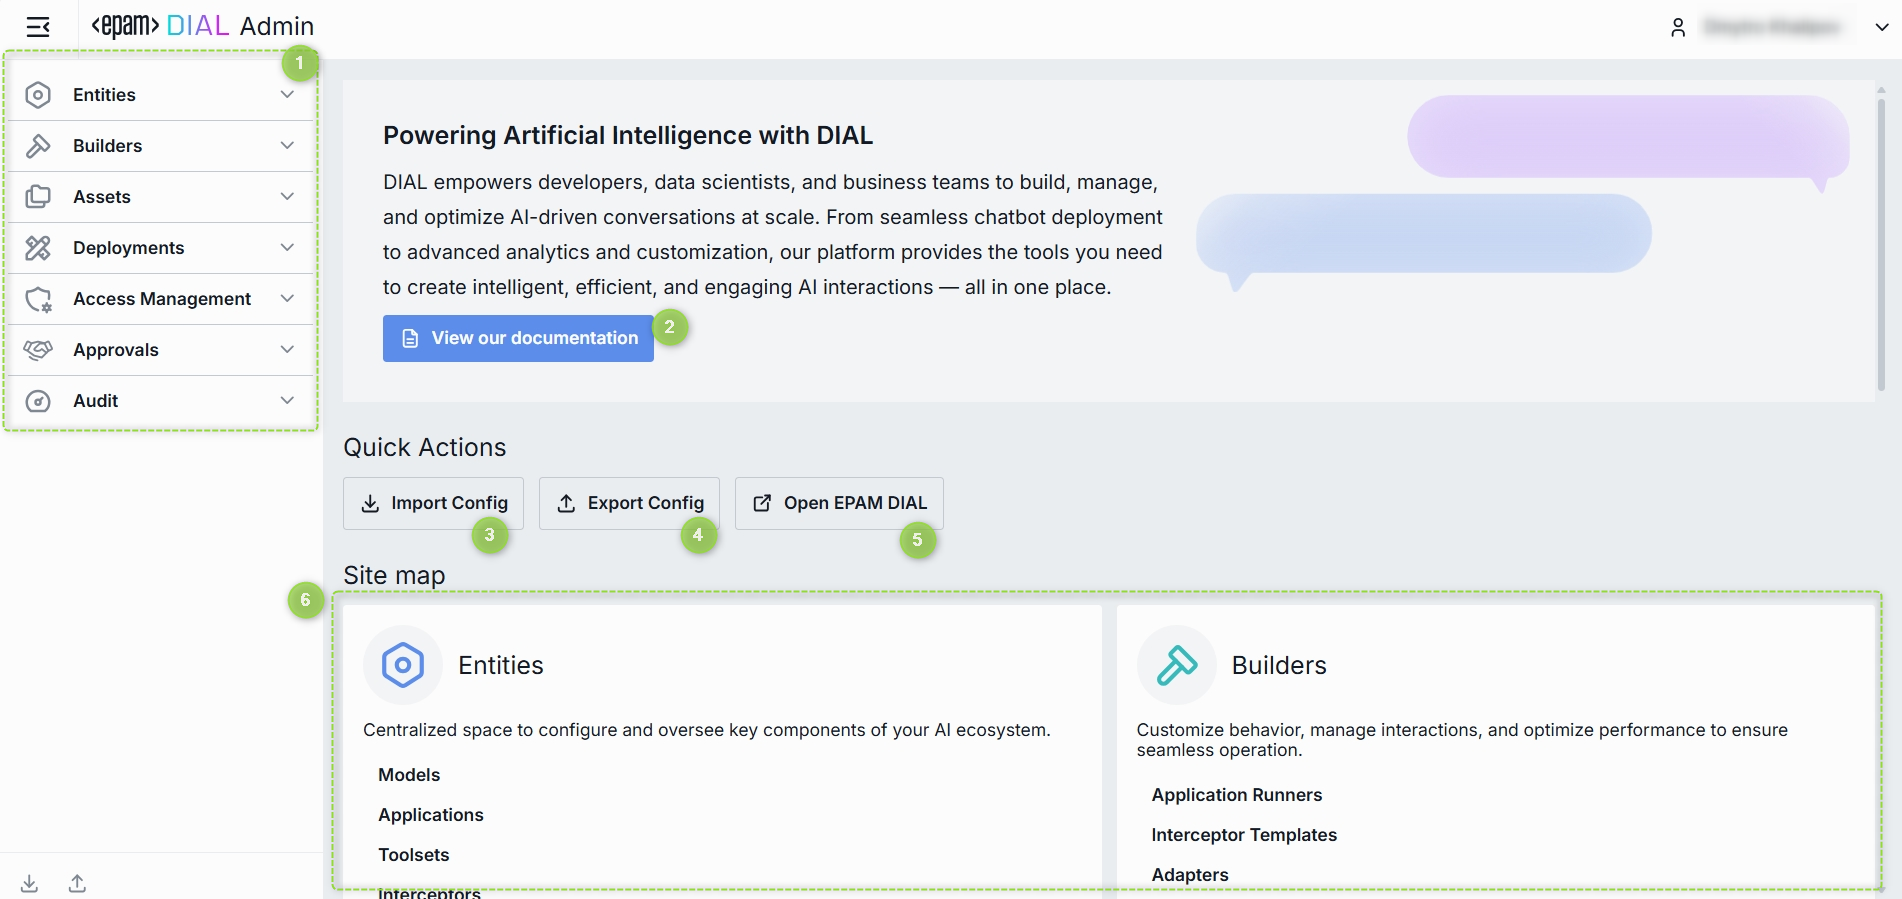 <epam> DIAL Admin
1
Entities
Builders
Assets
Deployments
Access Management
Approvals
Audit
Powering Artificial Intelligence with DIAL
DIAL empowers developers, data scientists, and business teams to build, manage,
and optimize AI-driven conversations at scale. From seamless chatbot deployment
to advanced analytics and customization, our platform provides the tools you need
to create intelligent, efficient, and engaging AI interactions — all in one place.
View our documentation
2
Quick Actions
Import Config
3
Export Config
4
Open EPAM DIAL
5
Site map
6
Entities
Centralized space to configure and oversee key components of your AI ecosystem.
Models
Applications
Toolsets
Interceptors
Builders
Customize behavior, manage interactions, and optimize performance to ensure
seamless operation.
Application Runners
Interceptor Templates
Adapters